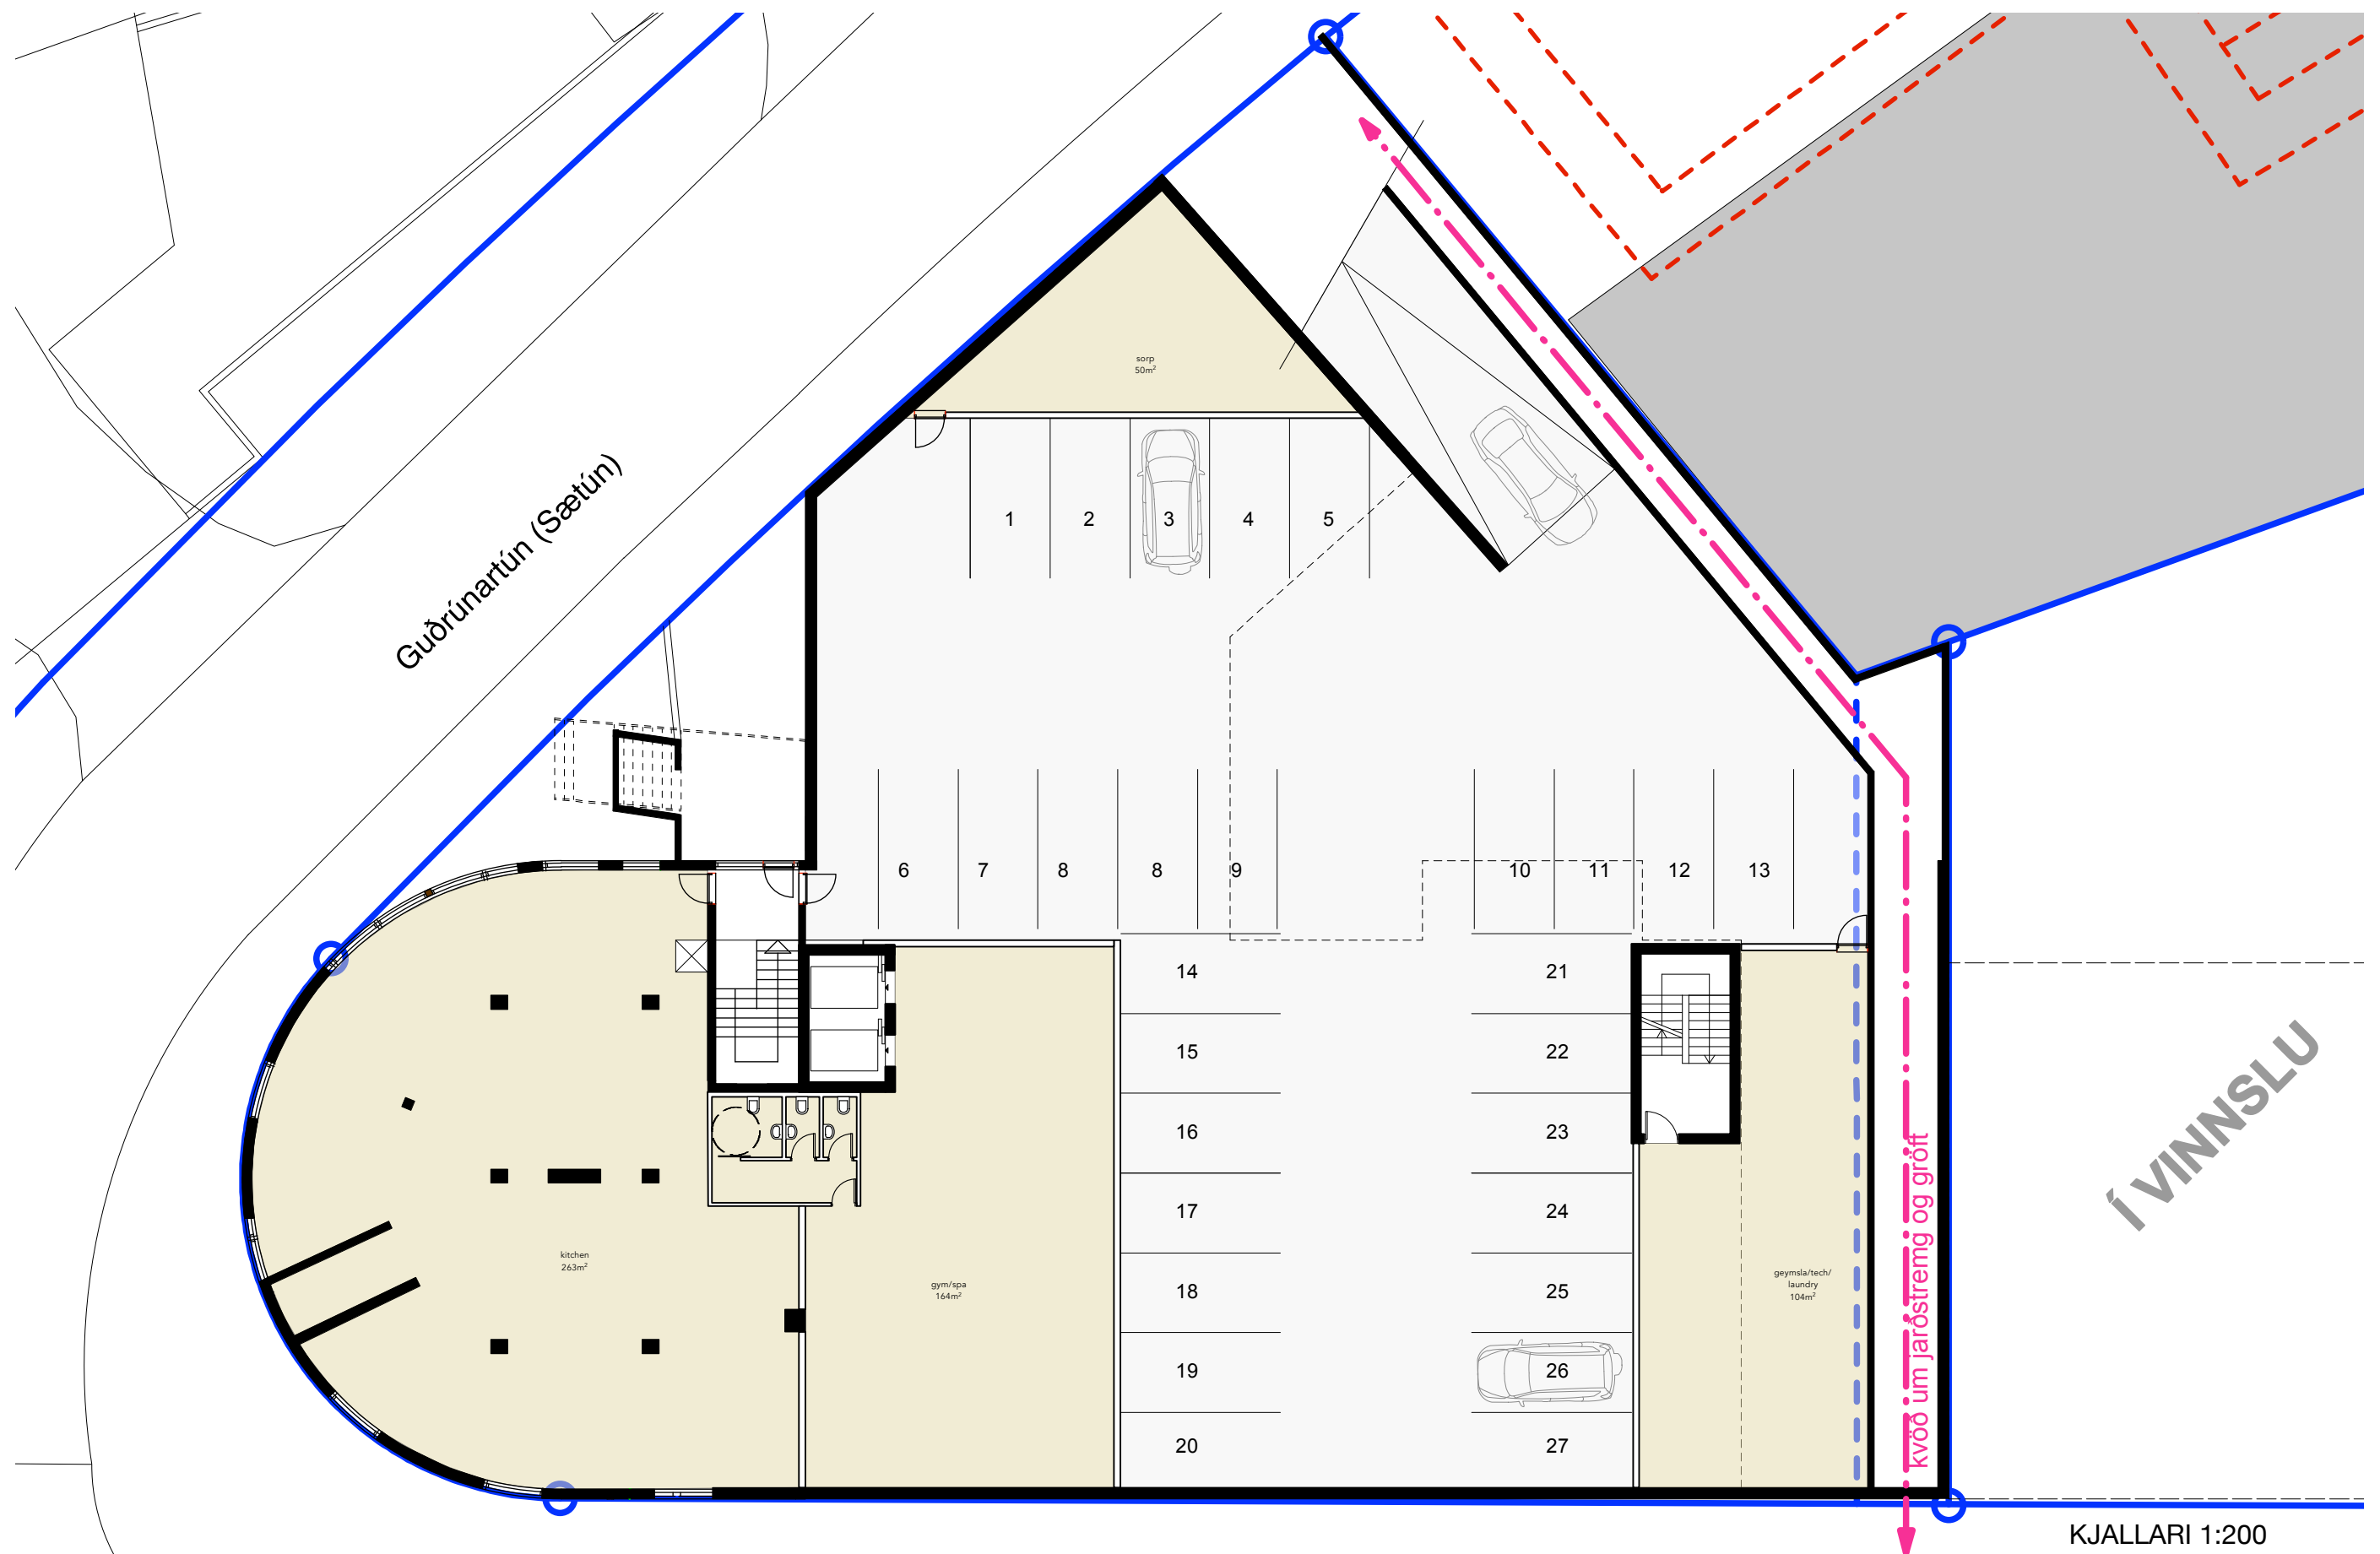 sorp
50m²
Guðrúnartún (Sætún)
1
2
3
4
5
6
7
8
8
9
10
11
12
13
14
15
16
17
18
19
20
21
22
23
24
25
26
27
kitchen
263m²
gym/spa
164m²
geymsla/tech/
laundry
104m²
kvöð um jarðstremg og gröft
Í VINNSLU
KJALLARI 1:200